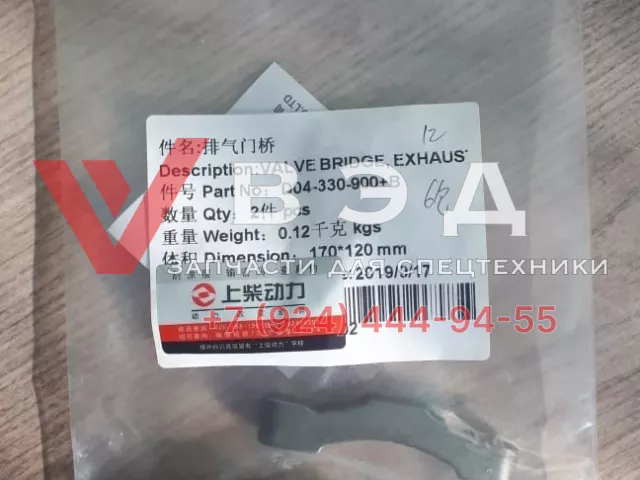 件名:排气门桥
Description:VALVE BRIDGE, EXHAUST
件号 Part No: D04-330-900+B
数量 Qty: 2件 pcs
重量 Weight: 0.12千克 kgs
体积 Dimension: 170*120 mm
2019/3/17
上柴动力
12
ВЭД
ЗАПЧАСТИ ДЛЯ СПЕЦТЕХНИКИ
+7 (924) 444-94-55
LTD